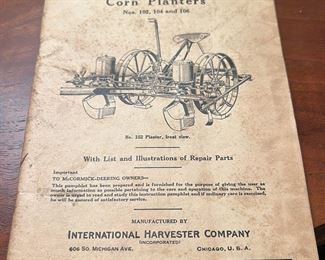 Corn Planters
Nos. 102, 104 and 106
No. 102 Planter, front view.
With List and Illustrations of Repair Parts
Important
TO McCORMICK-DEERING OWNERS—
This pamphlet has been prepared and is furnished for the purpose of giving the user as
much information as possible pertaining to the care and operation of this machine. The
owner is urged to read and study this instruction pamphlet and if ordinary care is exercised,
he will be assured of satisfactory service.
MANUFACTURED BY
INTERNATIONAL HARVESTER COMPANY
(INCORPORATED)
606 SO. MICHIGAN AVE. CHICAGO, U. S. A.